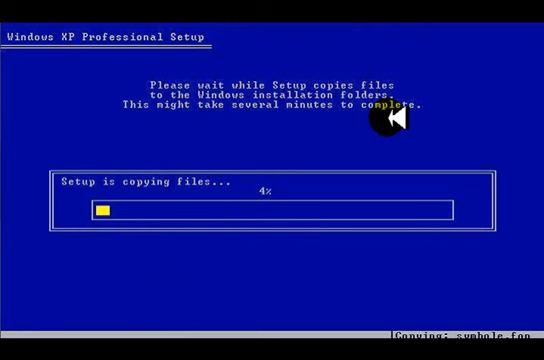 Windows XP Professional Setup
Please wait while Setup copies files
to the Windows installation folders.
This might take several minutes to complete.
Setup is copying files...
4%
Copying: symbole.fon